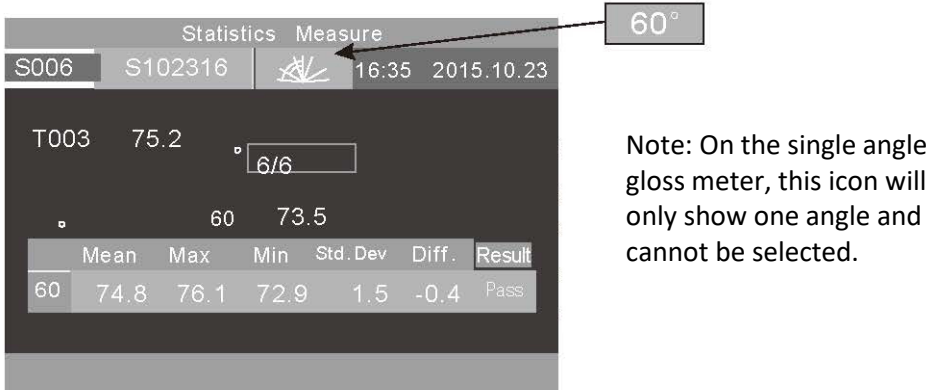 60°
Statistics Measure
S006 S102316 16:35 2015.10.23
T003 75.2 °
6/6
° 60 73.5
Mean Max Min Std.Dev Diff. Result
60 74.8 76.1 72.9 1.5 -0.4 Pass
Note: On the single angle
gloss meter, this icon will
only show one angle and
cannot be selected.